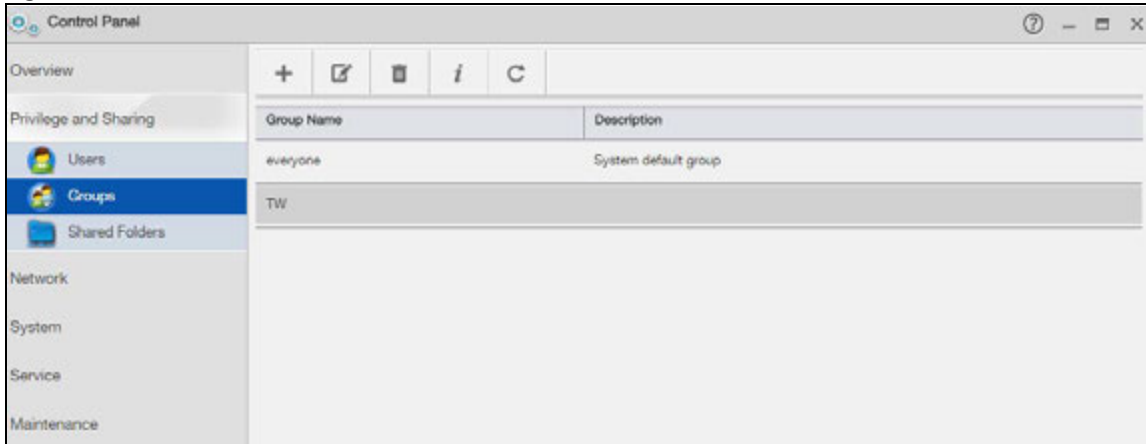 Control Panel
Overview
Privilege and Sharing
Users
Groups
Shared Folders
Network
System
Service
Maintenance
Group Name Description
everyone System default group
TW